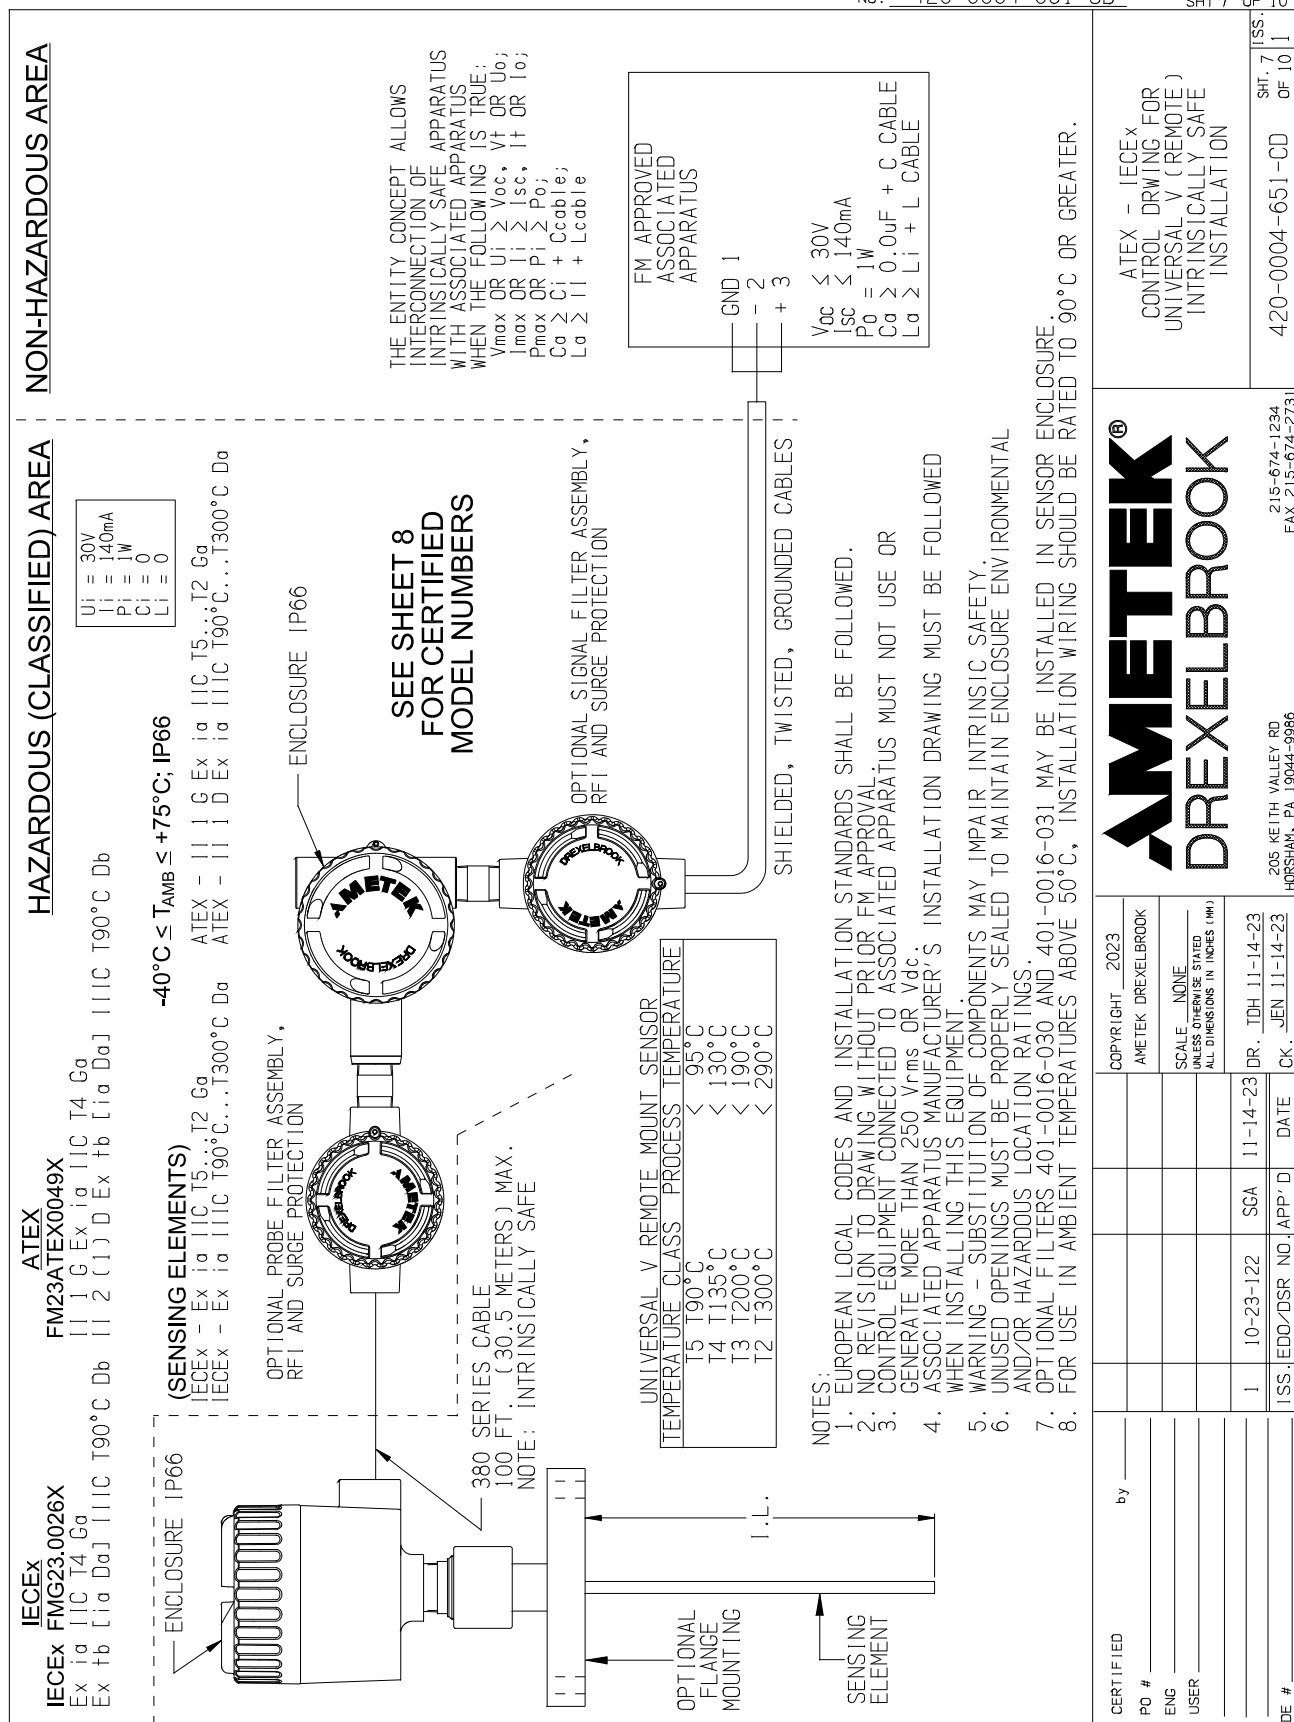 NO. 420-0004-651-CD SHT 7 OF 10
HAZARDOUS (CLASSIFIED) AREA
NON-HAZARDOUS AREA
IECEx
IECEx FMG23.0026X
Ex ia IIC T4 Ga
Ex tb [ia Da] IIIC T90°C Db
ATEX
FM23ATEX0049X
II 1 G Ex ia IIC T4 Ga
II 2 (1) D Ex tb [ia Da] IIIC T90°C Db
Ui = 30V
Ii = 140mA
Pi = 1W
Ci = 0
Li = 0
-40°C ≤ TAMB ≤ +75°C; IP66
(SENSING ELEMENTS)
IECEx - Ex ia IIC T5...T2 Ga
IECEx - Ex ia IIIC T90°C...T300°C Da
ATEX - II 1 G Ex ia IIC T5...T2 Ga
ATEX - II 1 D Ex ia IIIC T90°C...T300°C Da
ENCLOSURE IP66
OPTIONAL PROBE FILTER ASSEMBLY,
RFI AND SURGE PROTECTION
ENCLOSURE IP66
SEE SHEET 8
FOR CERTIFIED
MODEL NUMBERS
THE ENTITY CONCEPT ALLOWS
INTERCONNECTION OF
INTRINSICALLY SAFE APPARATUS
WITH ASSOCIATED APPARATUS
WHEN THE FOLLOWING IS TRUE:
Vmax OR Ui ≥ Voc, Vt OR Uo;
Imax OR Ii ≥ Isc, It OR Io;
Pmax OR Pi ≥ Po;
Ca ≥ Ci + Ccable;
La ≥ Ii + Lcable
AMETEK
DREXELBROOK
DREXELBROOK
AMETEK
DREXELBROOK
AMETEK
OPTIONAL SIGNAL FILTER ASSEMBLY,
RFI AND SURGE PROTECTION
380 SERIES CABLE
100 FT. (30.5 METERS) MAX.
NOTE: INTRINSICALLY SAFE
FM APPROVED
ASSOCIATED
APPARATUS
GND 1
- 2
+ 3
Voc ≤ 30V
Isc ≤ 140mA
Po = 1W
Ca ≥ 0.0uF + C CABLE
La ≥ Li + L CABLE
SHIELDED, TWISTED, GROUNDED CABLES
UNIVERSAL V REMOTE MOUNT SENSOR
TEMPERATURE CLASS PROCESS TEMPERATURE
T5 T90°C < 95°C
T4 T135°C < 130°C
T3 T200°C < 190°C
T2 T300°C < 290°C
OPTIONAL
FLANGE
MOUNTING
I.L.
SENSING
ELEMENT
NOTES:
1. EUROPEAN LOCAL CODES AND INSTALLATION STANDARDS SHALL BE FOLLOWED.
2. NO REVISION TO DRAWING WITHOUT PRIOR FM APPROVAL.
3. CONTROL EQUIPMENT CONNECTED TO ASSOCIATED APPARATUS MUST NOT USE OR
GENERATE MORE THAN 250 Vrms OR Vdc.
4. ASSOCIATED APPARATUS MANUFACTURER'S INSTALLATION DRAWING MUST BE FOLLOWED
WHEN INSTALLING THIS EQUIPMENT.
5. WARNING - SUBSTITUTION OF COMPONENTS MAY IMPAIR INTRINSIC SAFETY.
6. UNUSED OPENINGS MUST BE PROPERLY SEALED TO MAINTAIN ENCLOSURE ENVIRONMENTAL
AND/OR HAZARDOUS LOCATION RATINGS.
7. OPTIONAL FILTERS 401-0016-030 AND 401-0016-031 MAY BE INSTALLED IN SENSOR ENCLOSURE.
8. FOR USE IN AMBIENT TEMPERATURES ABOVE 50°C, INSTALLATION WIRING SHOULD BE RATED TO 90°C OR GREATER.
CERTIFIED by
PO #
ENG
USER
DE #
1 10-23-122 SGA 11-14-23
ISS. EDO/DSR NO. APP'D DATE
COPYRIGHT 2023
AMETEK DREXELBROOK
SCALE NONE
UNLESS OTHERWISE STATED
ALL DIMENSIONS IN INCHES (MM)
DR. TDH 11-14-23
CK. JEN 11-14-23
AMETEK®
DREXELBROOK
205 KEITH VALLEY RD
HORSHAM, PA 19044-9986
215-674-1234
FAX 215-674-2731
ATEX - IECEx
CONTROL DRWING FOR
UNIVERSAL V (REMOTE)
INTRINSICALLY SAFE
INSTALLATION
420-0004-651-CD
SHT. 7
OF 10
ISS.
1